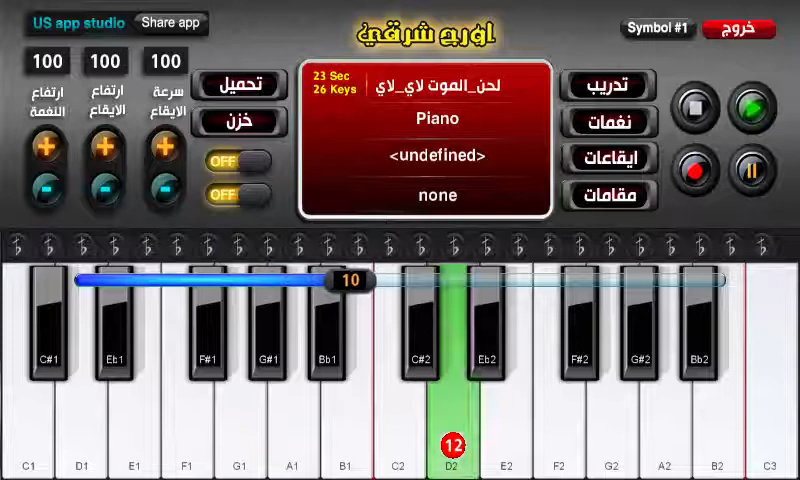 US app studio
Share app
اورج شرقي
Symbol #1
خروج
100
100
100
ارتفاع
النغمة
ارتفاع
الايقاع
سرعة
الايقاع
+
+
+
-
-
-
تحميل
خزن
OFF
OFF
23 Sec
26 Keys
لحن_الموت لاي_لاي
Piano
<undefined>
none
تدريب
نغمات
ايقاعات
مقامات
10
C#1
Eb1
F#1
G#1
Bb1
C#2
Eb2
F#2
G#2
Bb2
12
C1
D1
E1
F1
G1
A1
B1
C2
D2
E2
F2
G2
A2
B2
C3